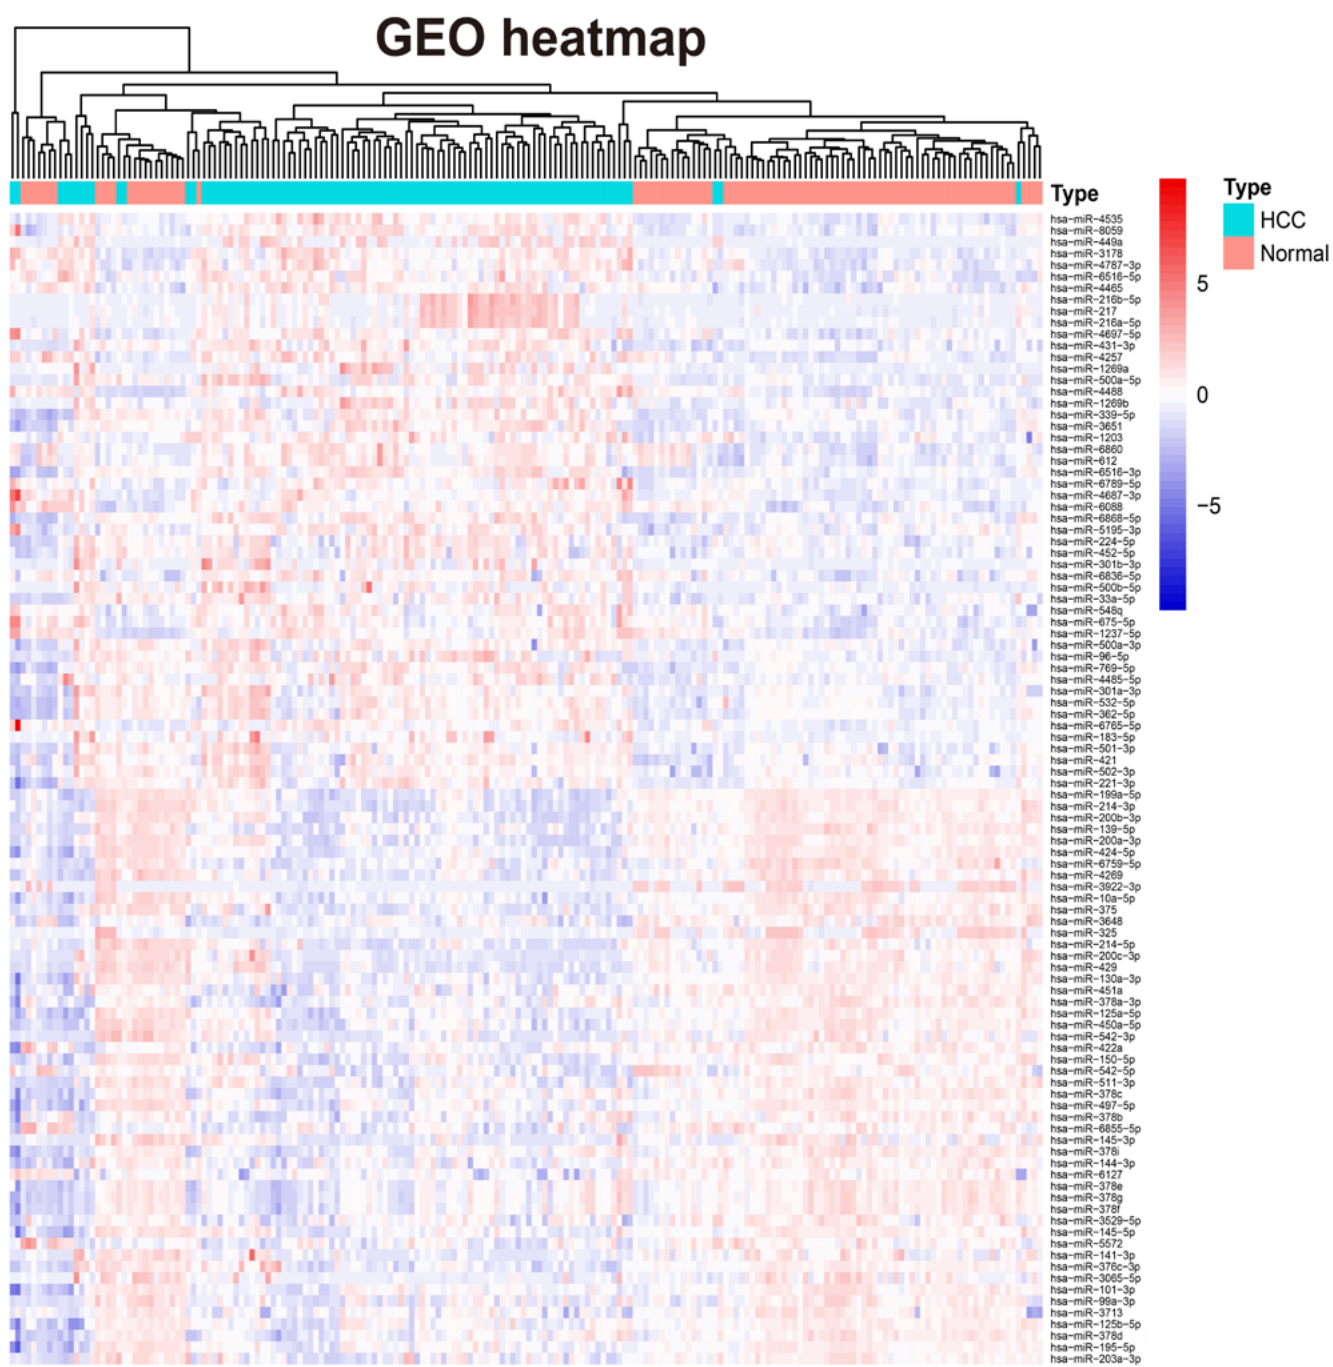 GEO heatmap
Type
Type
HCC
Normal
5
0
−5
hsa−miR−4535
hsa−miR−8059
hsa−miR−449a
hsa−miR−3178
hsa−miR−4787−3p
hsa−miR−6516−5p
hsa−miR−4465
hsa−miR−216b−5p
hsa−miR−217
hsa−miR−216a−5p
hsa−miR−4697−5p
hsa−miR−431−3p
hsa−miR−4257
hsa−miR−1269a
hsa−miR−500a−5p
hsa−miR−4488
hsa−miR−1269b
hsa−miR−339−5p
hsa−miR−3651
hsa−miR−1203
hsa−miR−6860
hsa−miR−612
hsa−miR−6516−3p
hsa−miR−6789−5p
hsa−miR−4687−3p
hsa−miR−6088
hsa−miR−6868−5p
hsa−miR−5195−3p
hsa−miR−224−5p
hsa−miR−452−5p
hsa−miR−301b−3p
hsa−miR−6836−5p
hsa−miR−500b−5p
hsa−miR−33a−5p
hsa−miR−548q
hsa−miR−675−5p
hsa−miR−1237−5p
hsa−miR−500a−3p
hsa−miR−96−5p
hsa−miR−769−5p
hsa−miR−4485−5p
hsa−miR−301a−3p
hsa−miR−532−5p
hsa−miR−362−5p
hsa−miR−6765−5p
hsa−miR−183−5p
hsa−miR−501−3p
hsa−miR−421
hsa−miR−502−3p
hsa−miR−221−3p
hsa−miR−199a−5p
hsa−miR−214−3p
hsa−miR−200b−3p
hsa−miR−139−5p
hsa−miR−200a−3p
hsa−miR−424−5p
hsa−miR−6759−5p
hsa−miR−4269
hsa−miR−3922−3p
hsa−miR−10a−5p
hsa−miR−375
hsa−miR−3648
hsa−miR−325
hsa−miR−214−5p
hsa−miR−200c−3p
hsa−miR−429
hsa−miR−130a−3p
hsa−miR−451a
hsa−miR−378a−3p
hsa−miR−125a−5p
hsa−miR−450a−5p
hsa−miR−542−3p
hsa−miR−422a
hsa−miR−150−5p
hsa−miR−542−5p
hsa−miR−511−3p
hsa−miR−378c
hsa−miR−497−5p
hsa−miR−378b
hsa−miR−6855−5p
hsa−miR−145−3p
hsa−miR−378i
hsa−miR−144−3p
hsa−miR−6127
hsa−miR−378e
hsa−miR−378g
hsa−miR−378f
hsa−miR−3529−5p
hsa−miR−145−5p
hsa−miR−5572
hsa−miR−141−3p
hsa−miR−376c−3p
hsa−miR−3065−5p
hsa−miR−101−3p
hsa−miR−99a−3p
hsa−miR−3713
hsa−miR−125b−5p
hsa−miR−378d
hsa−miR−195−5p
hsa−miR−203a−3p